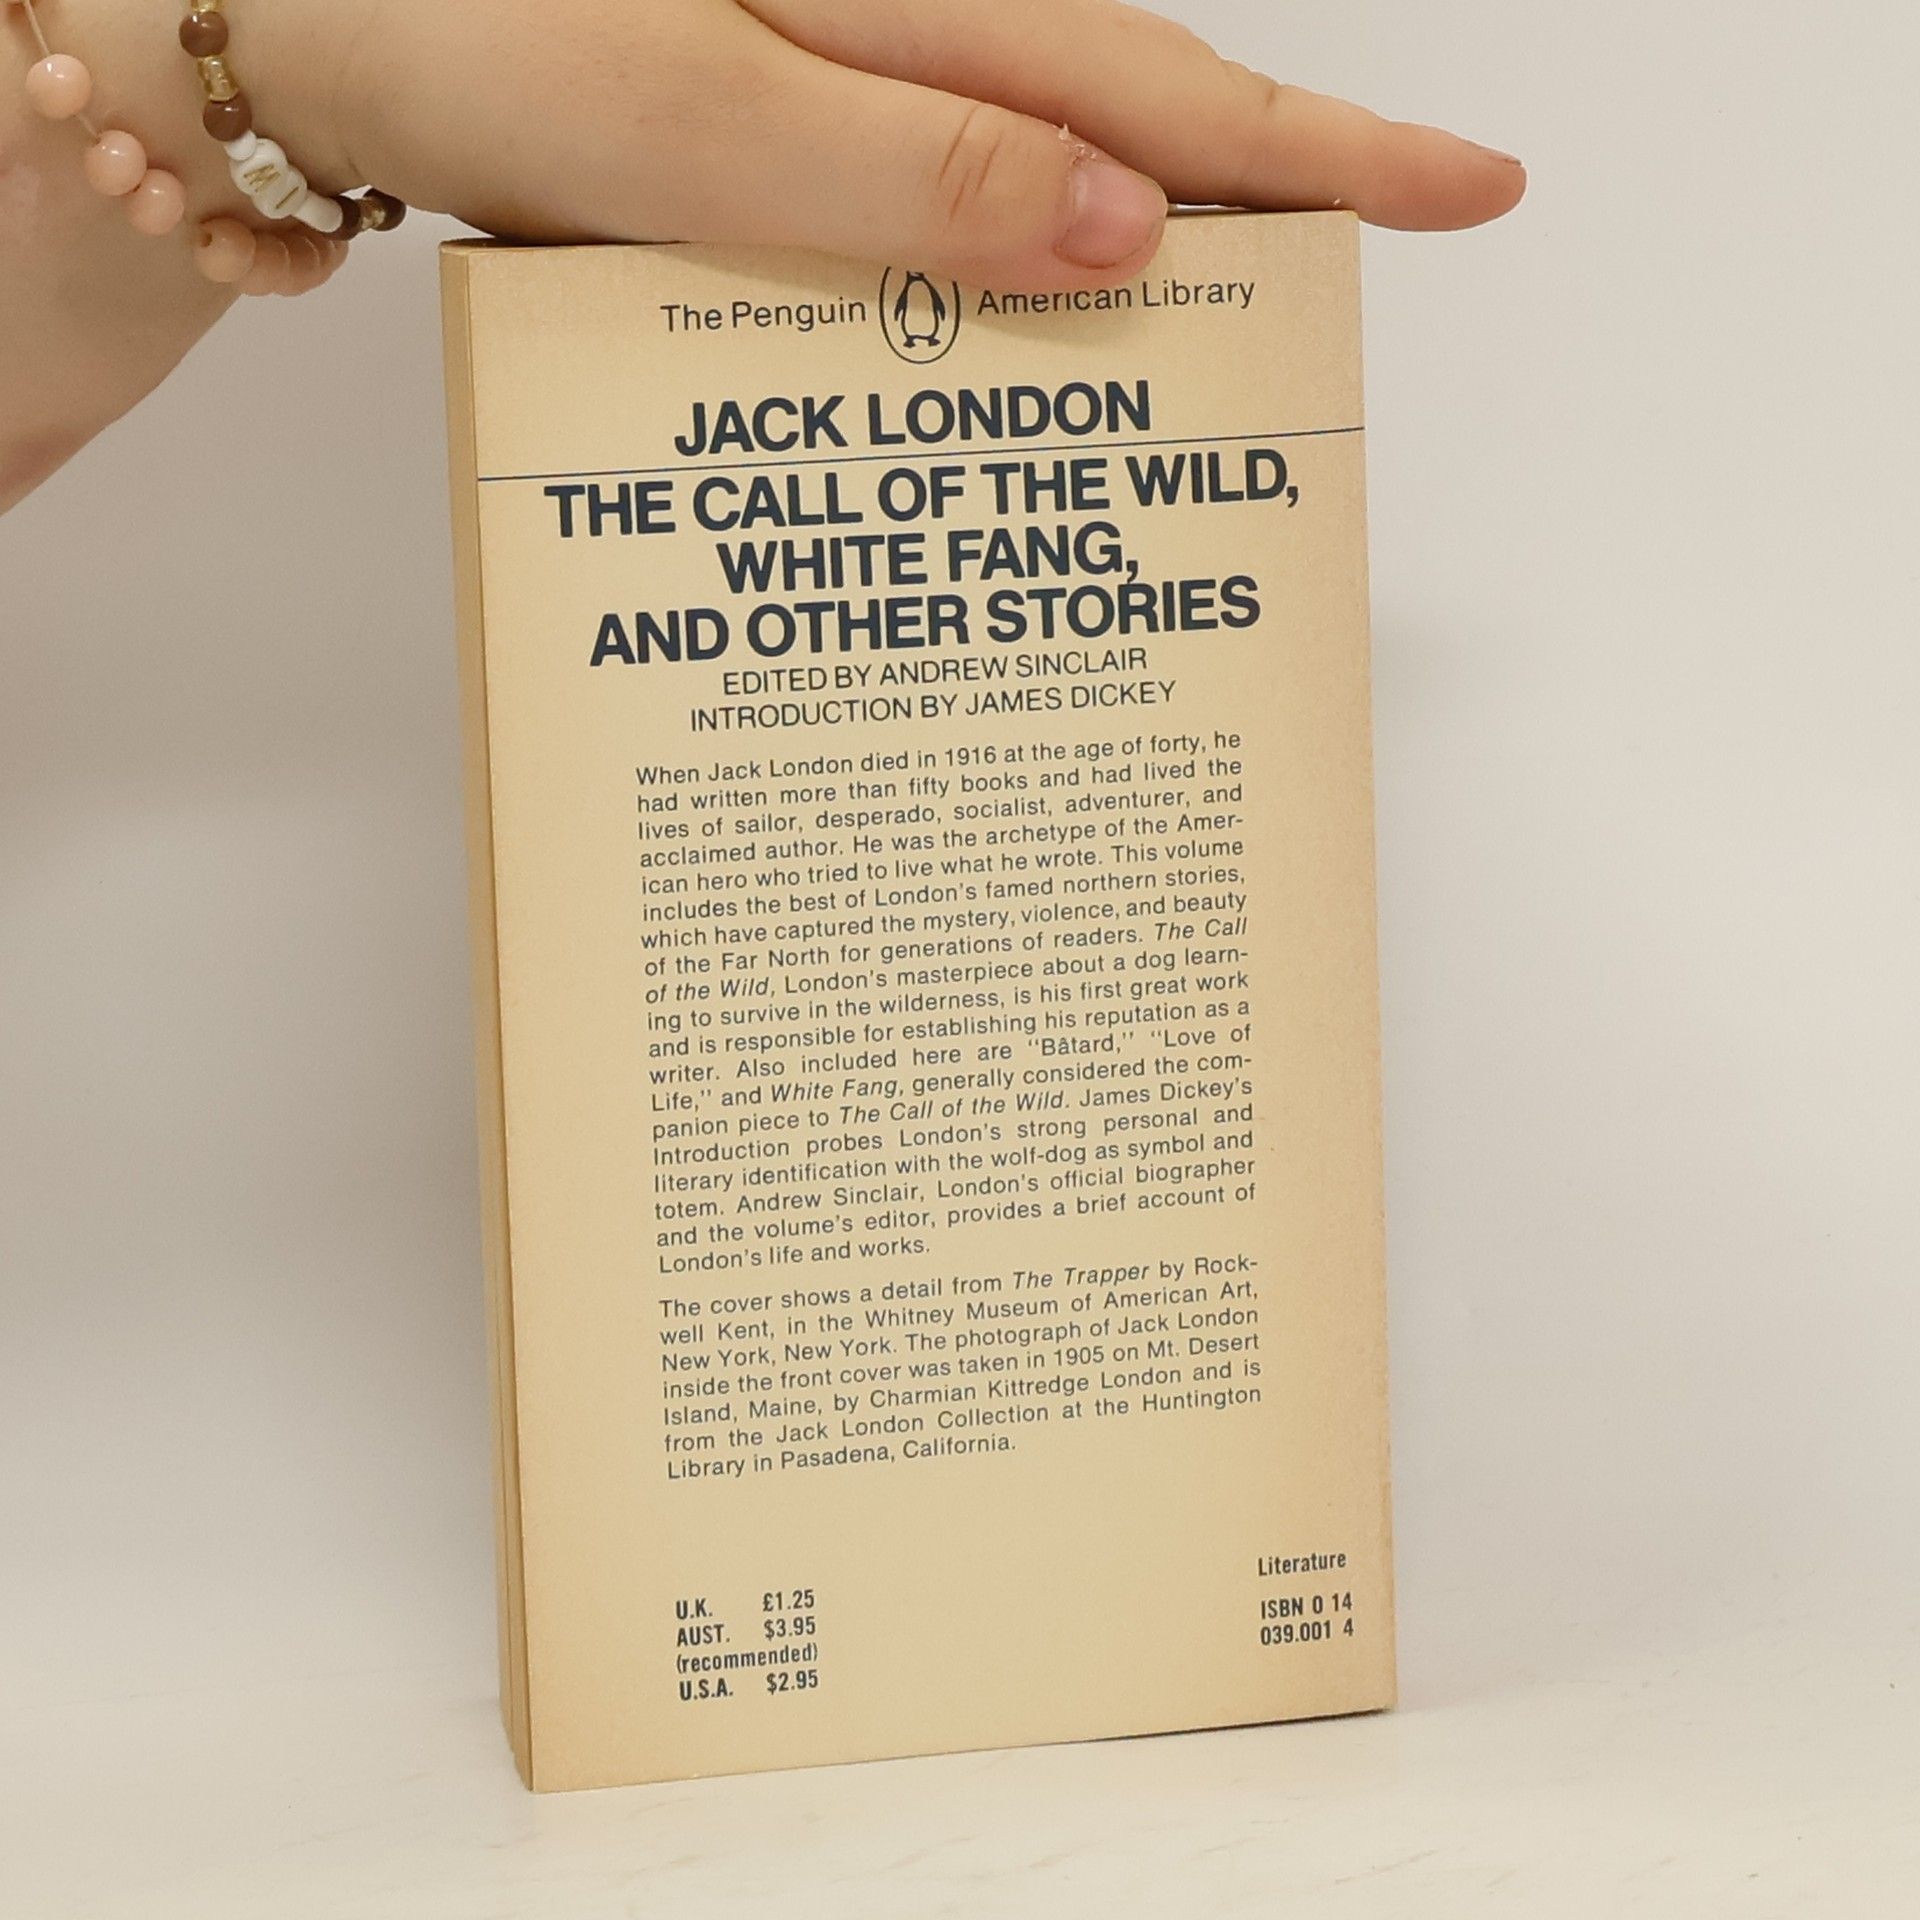 The Penguin American Library
JACK LONDON
THE CALL OF THE WILD,
WHITE FANG,
AND OTHER STORIES
EDITED BY ANDREW SINCLAIR
INTRODUCTION BY JAMES DICKEY
When Jack London died in 1916 at the age of forty, he
had written more than fifty books and had lived the
lives of sailor, desperado, socialist, adventurer, and
acclaimed author. He was the archetype of the Amer-
ican hero who tried to live what he wrote. This volume
includes the best of London's famed northern stories,
which have captured the mystery, violence, and beauty
of the Far North for generations of readers. The Call
of the Wild, London's masterpiece about a dog learn-
ing to survive in the wilderness, is his first great work
and is responsible for establishing his reputation as a
writer. Also included here are "Bâtard," "Love of
Life," and White Fang, generally considered the com-
panion piece to The Call of the Wild. James Dickey's
Introduction probes London's strong personal and
literary identification with the wolf-dog as symbol and
totem. Andrew Sinclair, London's official biographer
and the volume's editor, provides a brief account of
London's life and works.
The cover shows a detail from The Trapper by Rock-
well Kent, in the Whitney Museum of American Art,
New York, New York. The photograph of Jack London
inside the front cover was taken in 1905 on Mt. Desert
Island, Maine, by Charmian Kittredge London and is
from the Jack London Collection at the Huntington
Library in Pasadena, California.
U.K. £1.25
AUST. $3.95
(recommended)
U.S.A. $2.95
Literature
ISBN 0 14
039.001 4